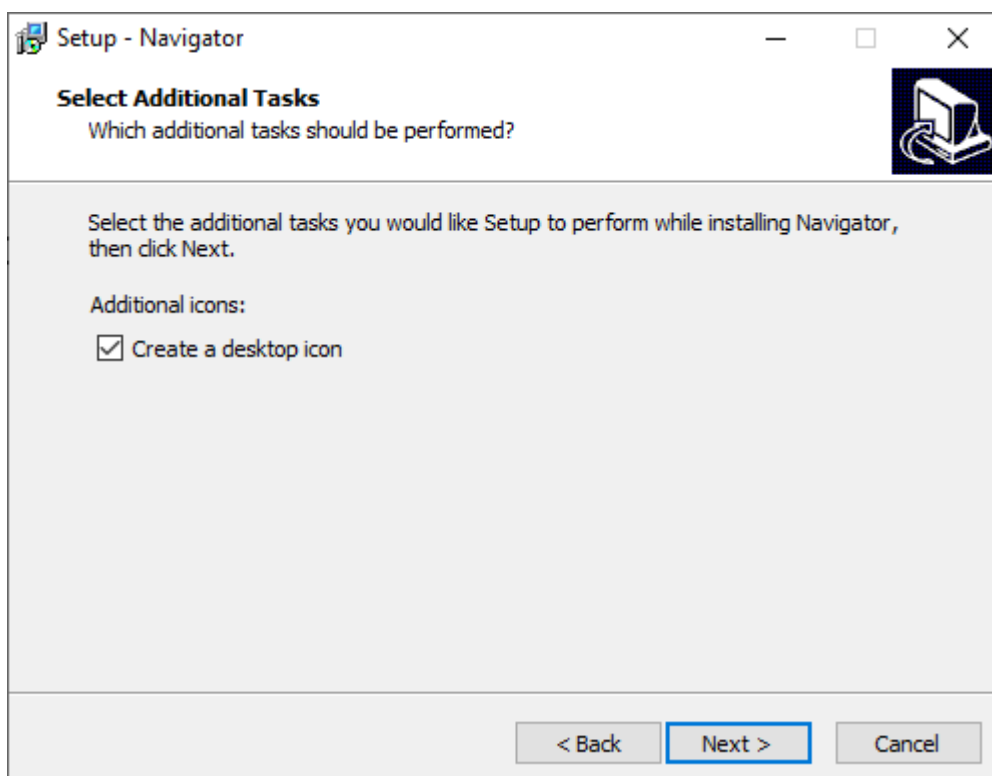 Setup - Navigator
Select Additional Tasks
Which additional tasks should be performed?
Select the additional tasks you would like Setup to perform while installing Navigator,
then click Next.
Additional icons:
Create a desktop icon
< Back
Next >
Cancel